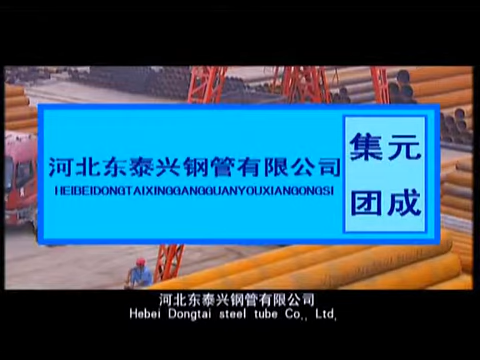 河北东泰兴钢管有限公司
HEIBEIDONGTAIXINGGANGGUANYOUXIANGONGSI
元成
集团
河北东泰兴钢管有限公司
Hebei Dongtai steel tube Co., Ltd.